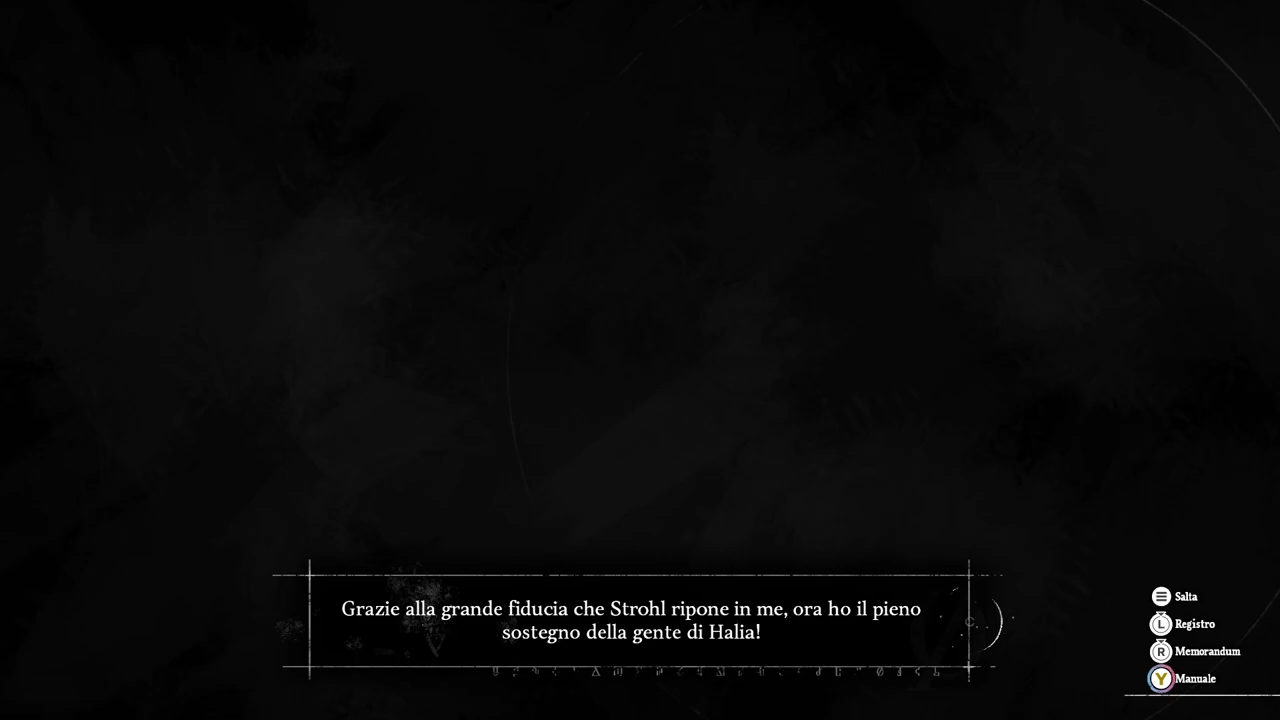 Grazie alla grande fiducia che Strohl ripone in me, ora ho il pieno
sostegno della gente di Halia!
Salta
L Registro
R Memorandum
Y Manuale